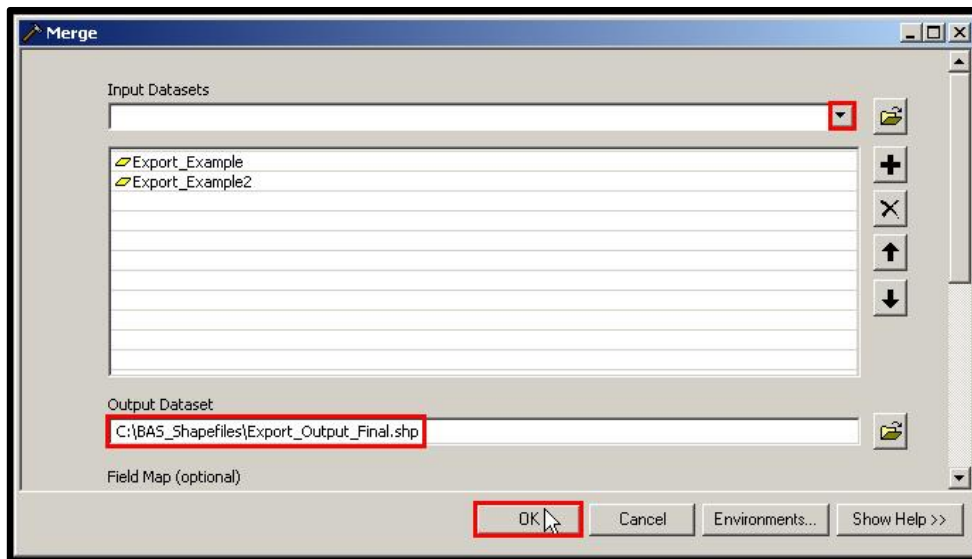 Merge
Input Datasets
Export_Example
Export_Example2
Output Dataset
C:\BAS_Shapefiles\Export_Output_Final.shp
Field Map (optional)
OK Cancel Environments... Show Help >>